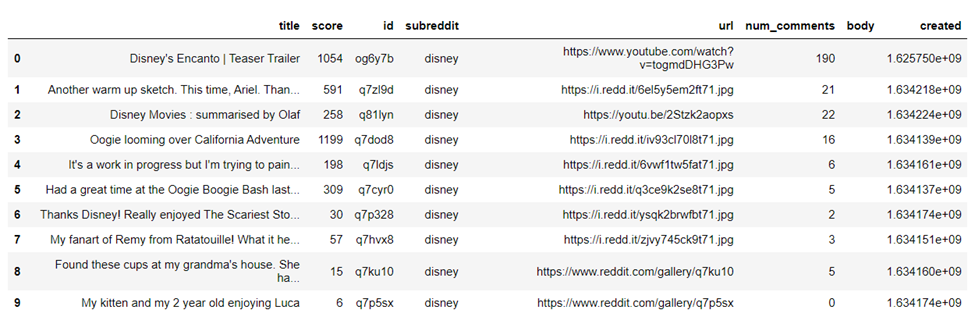 title score id subreddit url num_comments body created
0 Disney's Encanto | Teaser Trailer 1054 og6y7b disney https://www.youtube.com/watch?v=togmdDHG3Pw 190 1.625750e+09
1 Another warm up sketch. This time, Ariel. Than... 591 q7zl9d disney https://i.redd.it/6el5y5em2ft71.jpg 21 1.634218e+09
2 Disney Movies : summarised by Olaf 258 q81lyn disney https://youtu.be/2Stzk2aopxs 22 1.634224e+09
3 Oogie looming over California Adventure 1199 q7dod8 disney https://i.redd.it/iv93cl70l8t71.jpg 16 1.634139e+09
4 It's a work in progress but I'm trying to pain... 198 q7ldjs disney https://i.redd.it/6vwf1tw5fat71.jpg 6 1.634161e+09
5 Had a great time at the Oogie Boogie Bash last... 309 q7cyr0 disney https://i.redd.it/q3ce9k2se8t71.jpg 5 1.634137e+09
6 Thanks Disney! Really enjoyed The Scariest Sto... 30 q7p328 disney https://i.redd.it/ysqk2brwfbt71.jpg 2 1.634174e+09
7 My fanart of Remy from Ratatouille! What it he... 57 q7hvx8 disney https://i.redd.it/zjvy745ck9t71.jpg 3 1.634151e+09
8 Found these cups at my grandma's house. She ha... 15 q7ku10 disney https://www.reddit.com/gallery/q7ku10 5 1.634160e+09
9 My kitten and my 2 year old enjoying Luca 6 q7p5sx disney https://www.reddit.com/gallery/q7p5sx 0 1.634174e+09